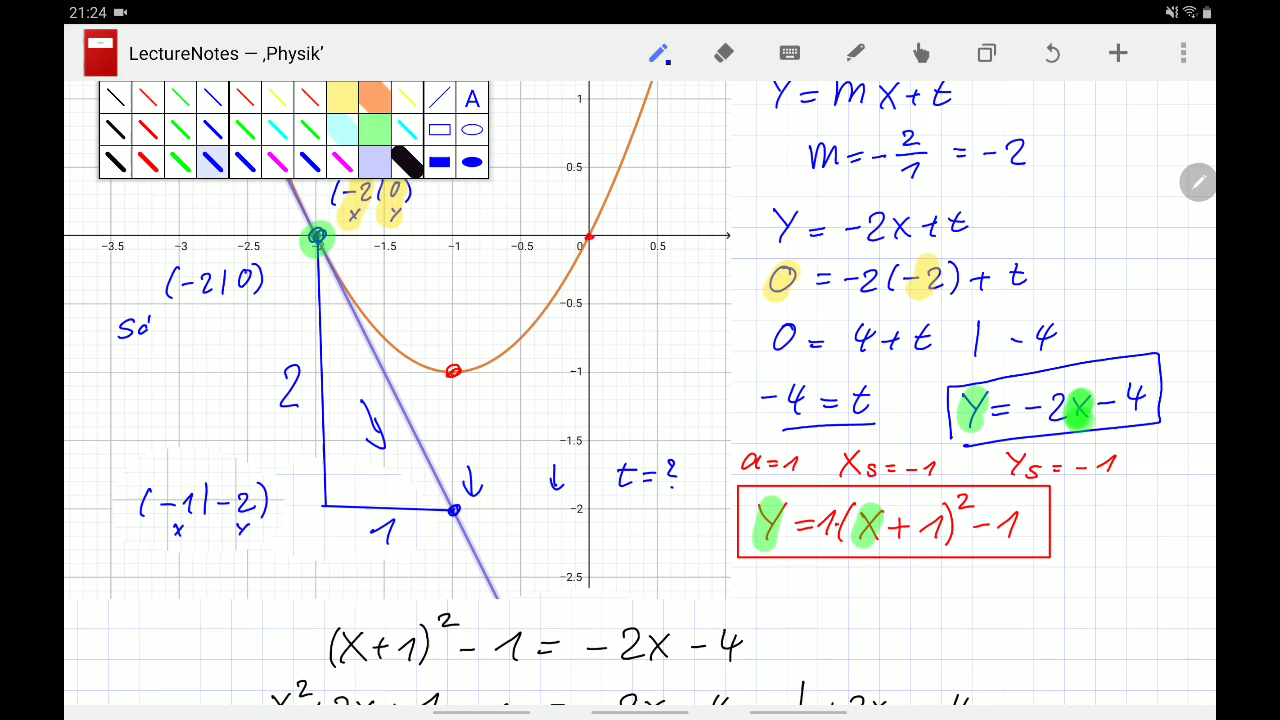 21:24
LectureNotes — ‚Physik’
A
(-2|0)
x y
1
0.5
-3.5 -3 -2.5 -1.5 -1 -0.5 0 0.5
(-2|0)
-0.5
-1
2
-1.5
(-1|-2)
x y
1
t=?
-2
-2.5
Y = mx+t
m = -2/1 = -2
Y = -2x+t
0 = -2(-2) + t
0 = 4+t | -4
-4 = t
Y = -2x-4
a=1 Xs=-1 Ys=-1
Y=1·(X+1)²-1
(X+1)² - 1 = -2x - 4